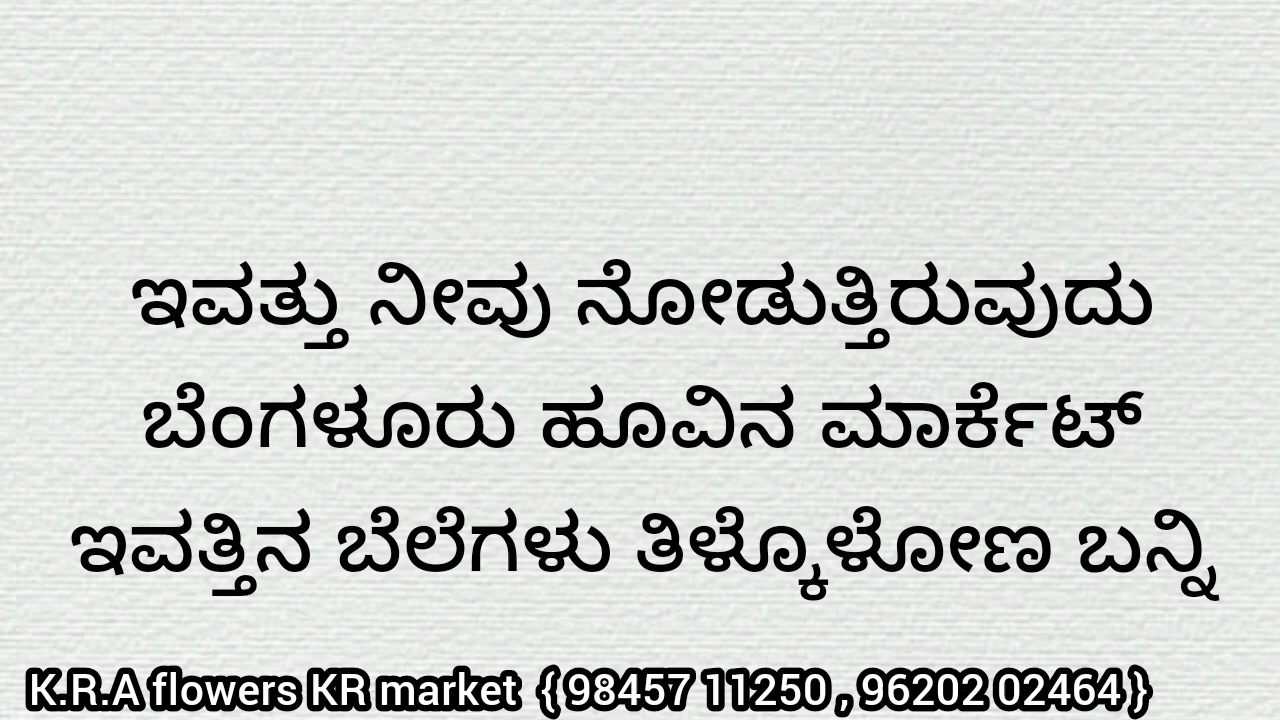 ಇವತ್ತು ನೀವು ನೋಡುತ್ತಿರುವುದು
ಬೆಂಗಳೂರು ಹೂವಿನ ಮಾರ್ಕೆಟ್
ಇವತ್ತಿನ ಬೆಲೆಗಳು ತಿಳ್ಕೊಳೋಣ ಬನ್ನಿ
K.R.A flowers KR market { 98457 11250 , 96202 02464 }